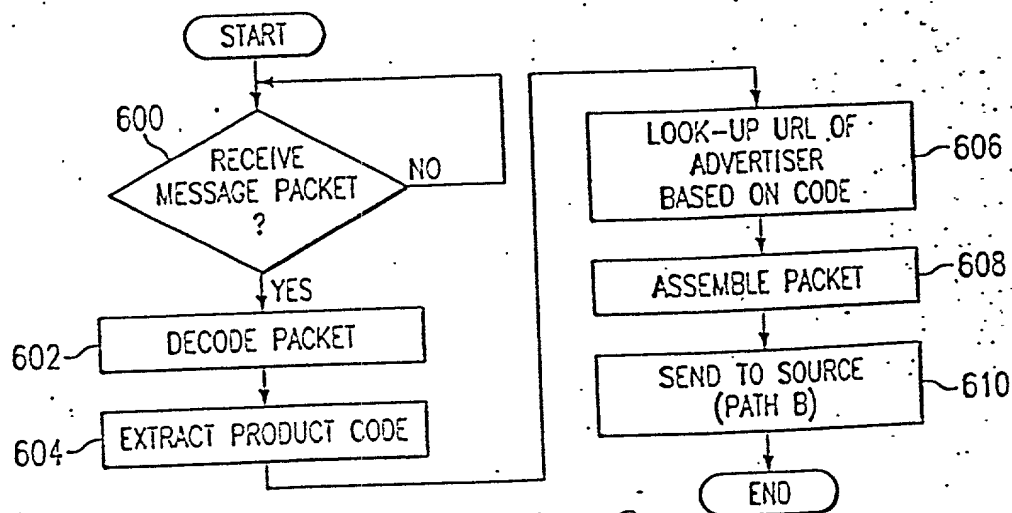 START
600
RECEIVE
MESSAGE PACKET
?
NO
YES
602
DECODE PACKET
604
EXTRACT PRODUCT CODE
LOOK-UP URL OF
ADVERTISER
BASED ON CODE
606
ASSEMBLE PACKET
608
SEND TO SOURCE
(PATH B)
610
END